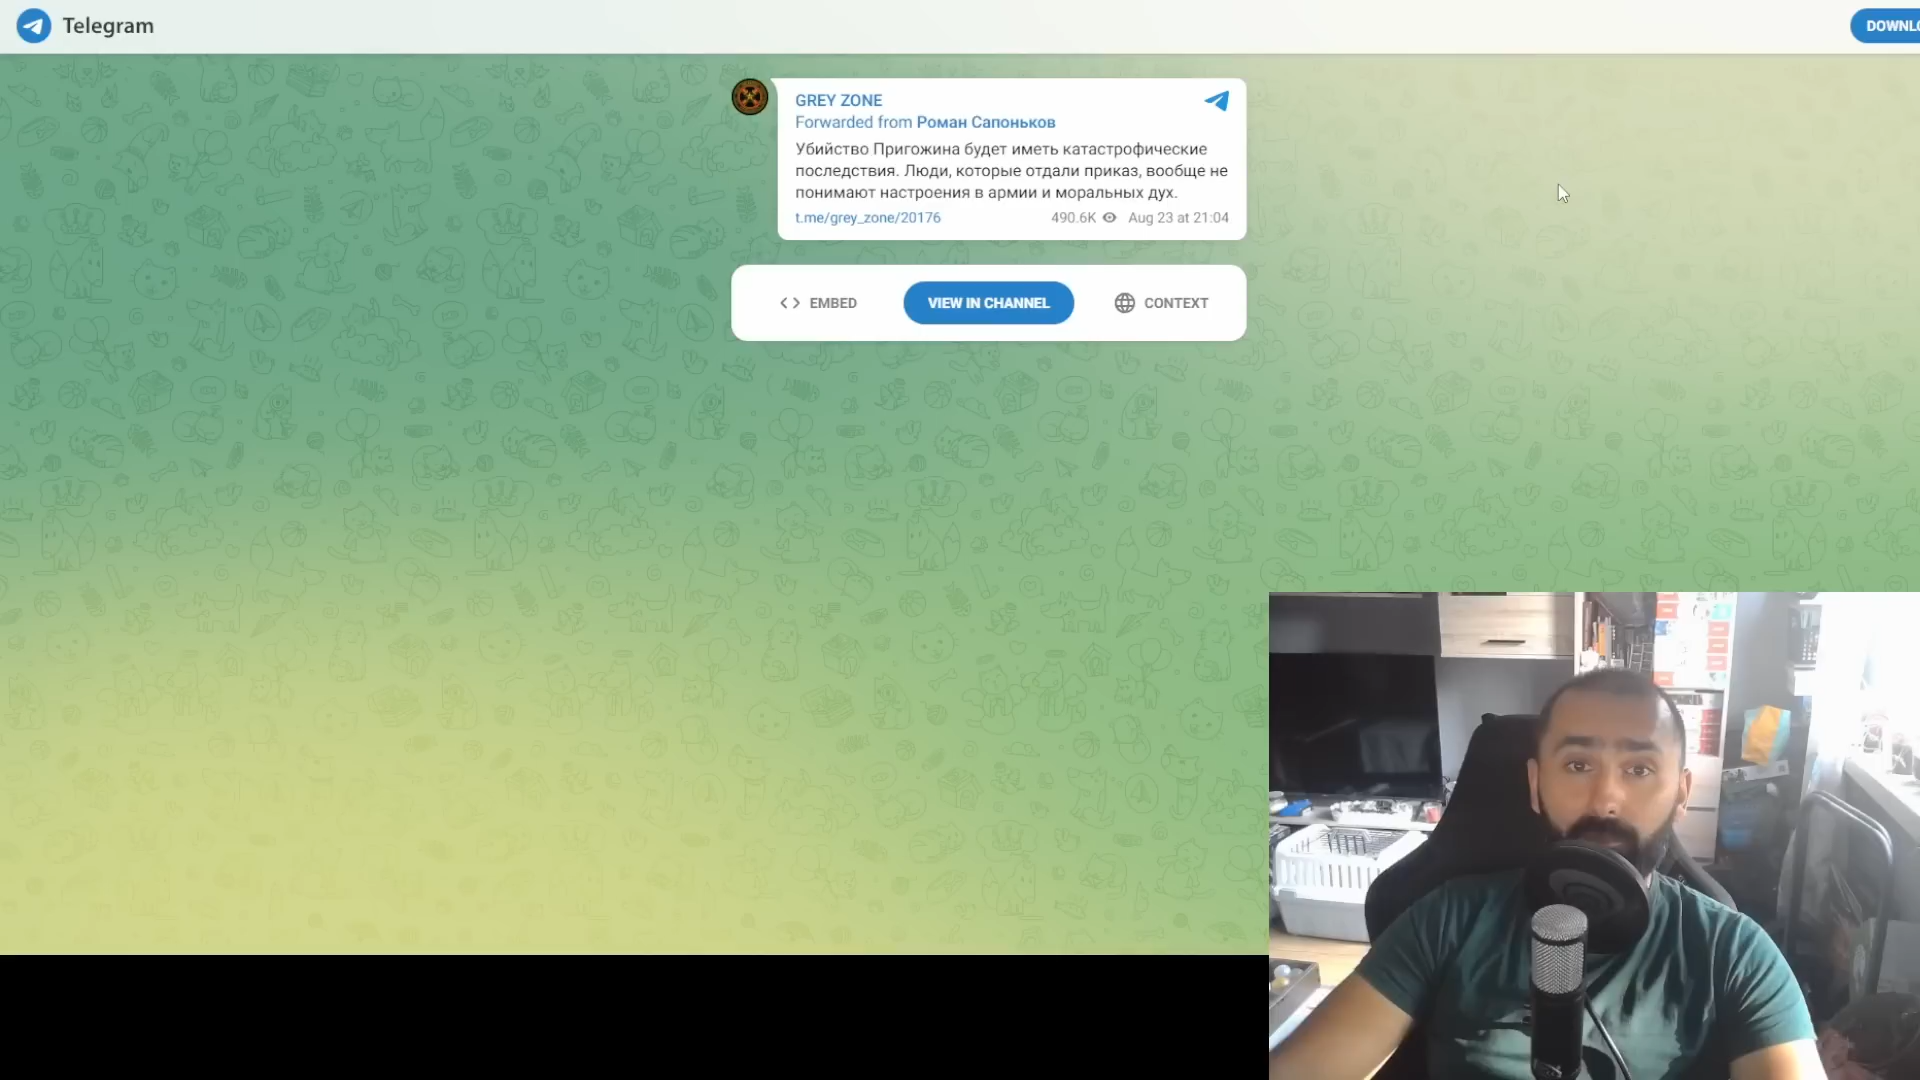 Telegram
DOWNLO
GREY ZONE
Forwarded from Роман Сапоньков
Убийство Пригожина будет иметь катастрофические
последствия. Люди, которые отдали приказ, вообще не
понимают настроения в армии и моральных дух.
t.me/grey_zone/20176 490.6K Aug 23 at 21:04
EMBED VIEW IN CHANNEL CONTEXT